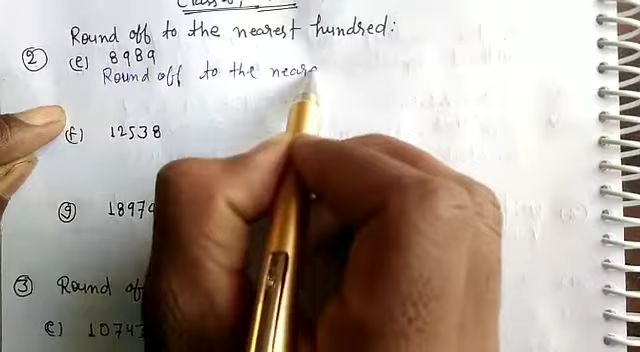 Round off to the nearest hundred:
② (e) 8989
Round off to the neare
(f) 12538
(g) 1897
③ Round of
(e) 1074